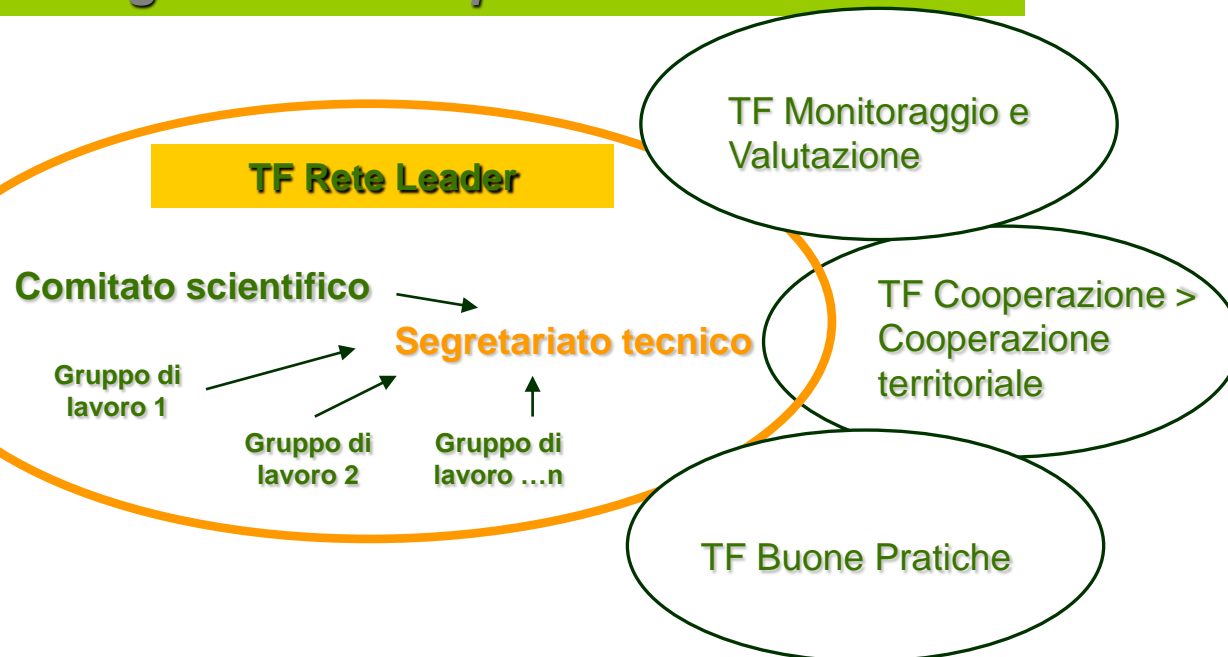 TF Monitoraggio e
Valutazione
TF Rete Leader
Comitato scientifico
Segretariato tecnico
TF Cooperazione >
Cooperazione
territoriale
Gruppo di
lavoro 1
Gruppo di
lavoro 2
Gruppo di
lavoro …n
TF Buone Pratiche